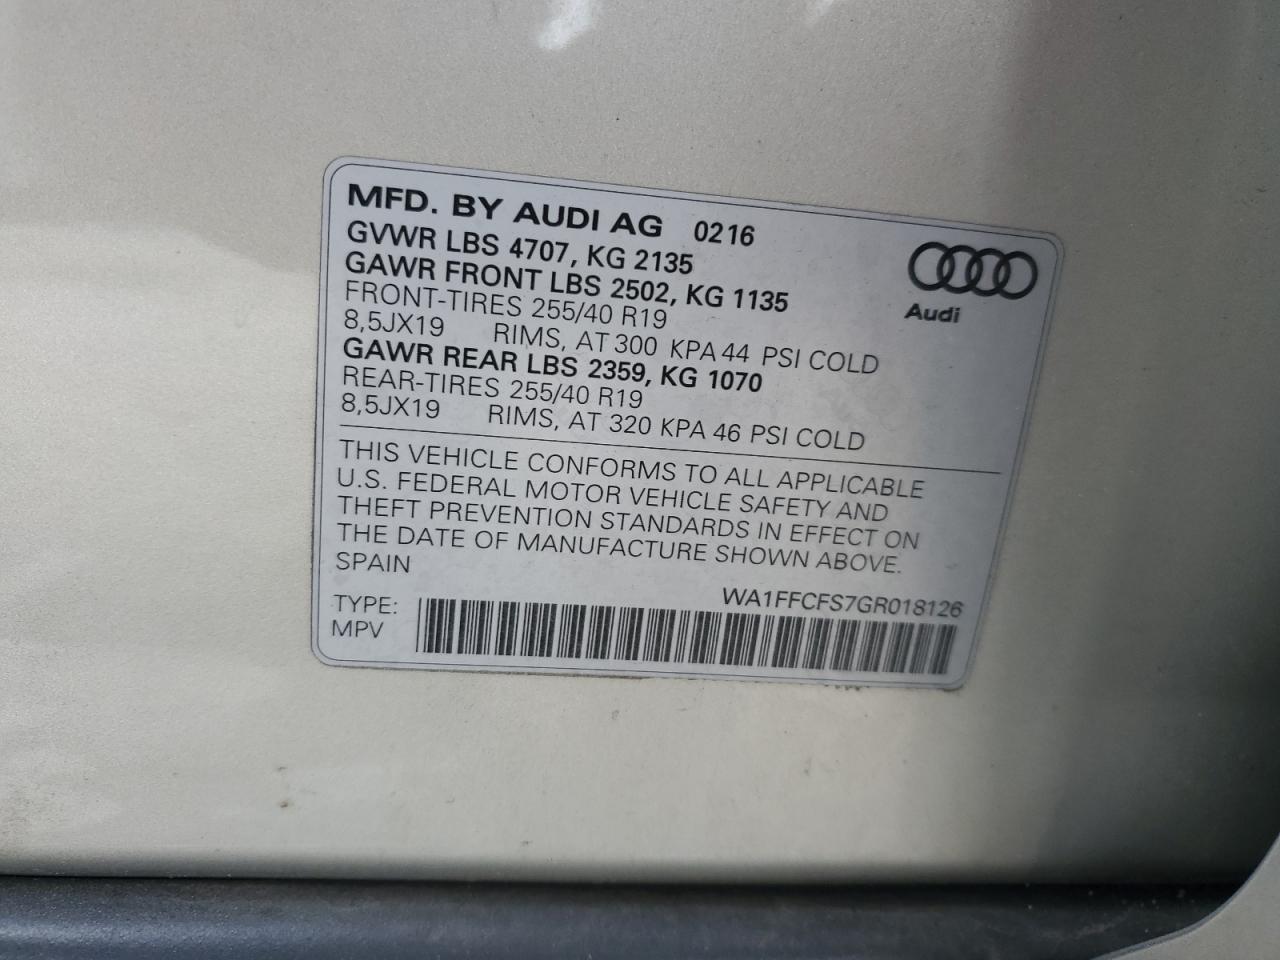 MFD. BY AUDI AG 0216
GVWR LBS 4707, KG 2135
GAWR FRONT LBS 2502, KG 1135
FRONT-TIRES 255/40 R19
8,5JX19 RIMS, AT 300 KPA 44 PSI COLD
GAWR REAR LBS 2359, KG 1070
REAR-TIRES 255/40 R19
8,5JX19 RIMS, AT 320 KPA 46 PSI COLD
Audi
THIS VEHICLE CONFORMS TO ALL APPLICABLE
U.S. FEDERAL MOTOR VEHICLE SAFETY AND
THEFT PREVENTION STANDARDS IN EFFECT ON
THE DATE OF MANUFACTURE SHOWN ABOVE.
SPAIN
WA1FFCFS7GR018126
TYPE:
MPV